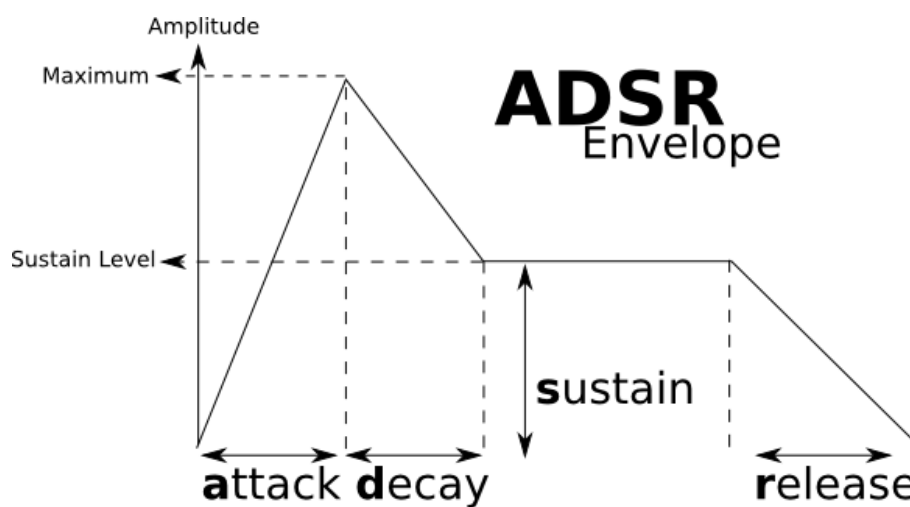 Amplitude
Maximum
ADSR
Envelope
Sustain Level
sustain
attack decay
release